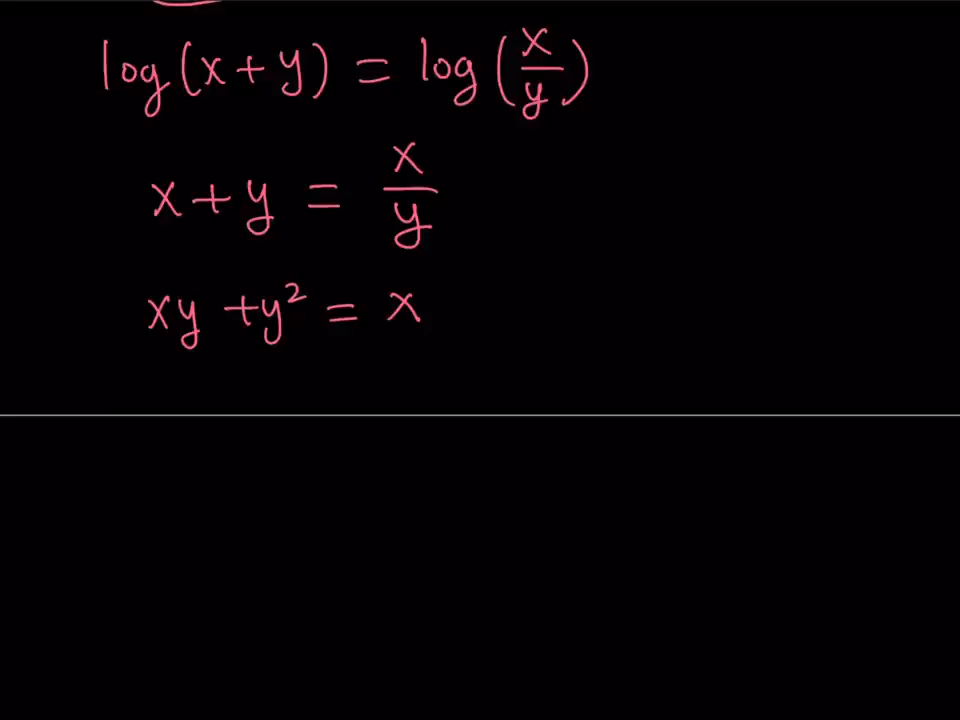 log(x+y) = log(x/y)
x+y = x/y
xy +y² = x